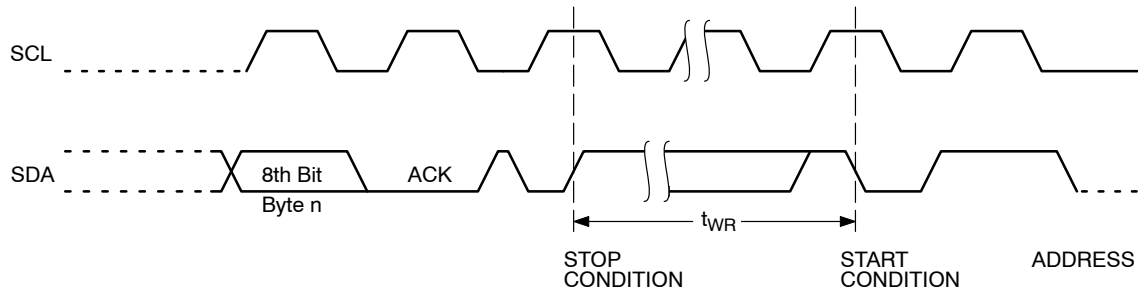 SCL
SDA
8th Bit
Byte n
ACK
tWR
STOP
CONDITION
START
CONDITION
ADDRESS